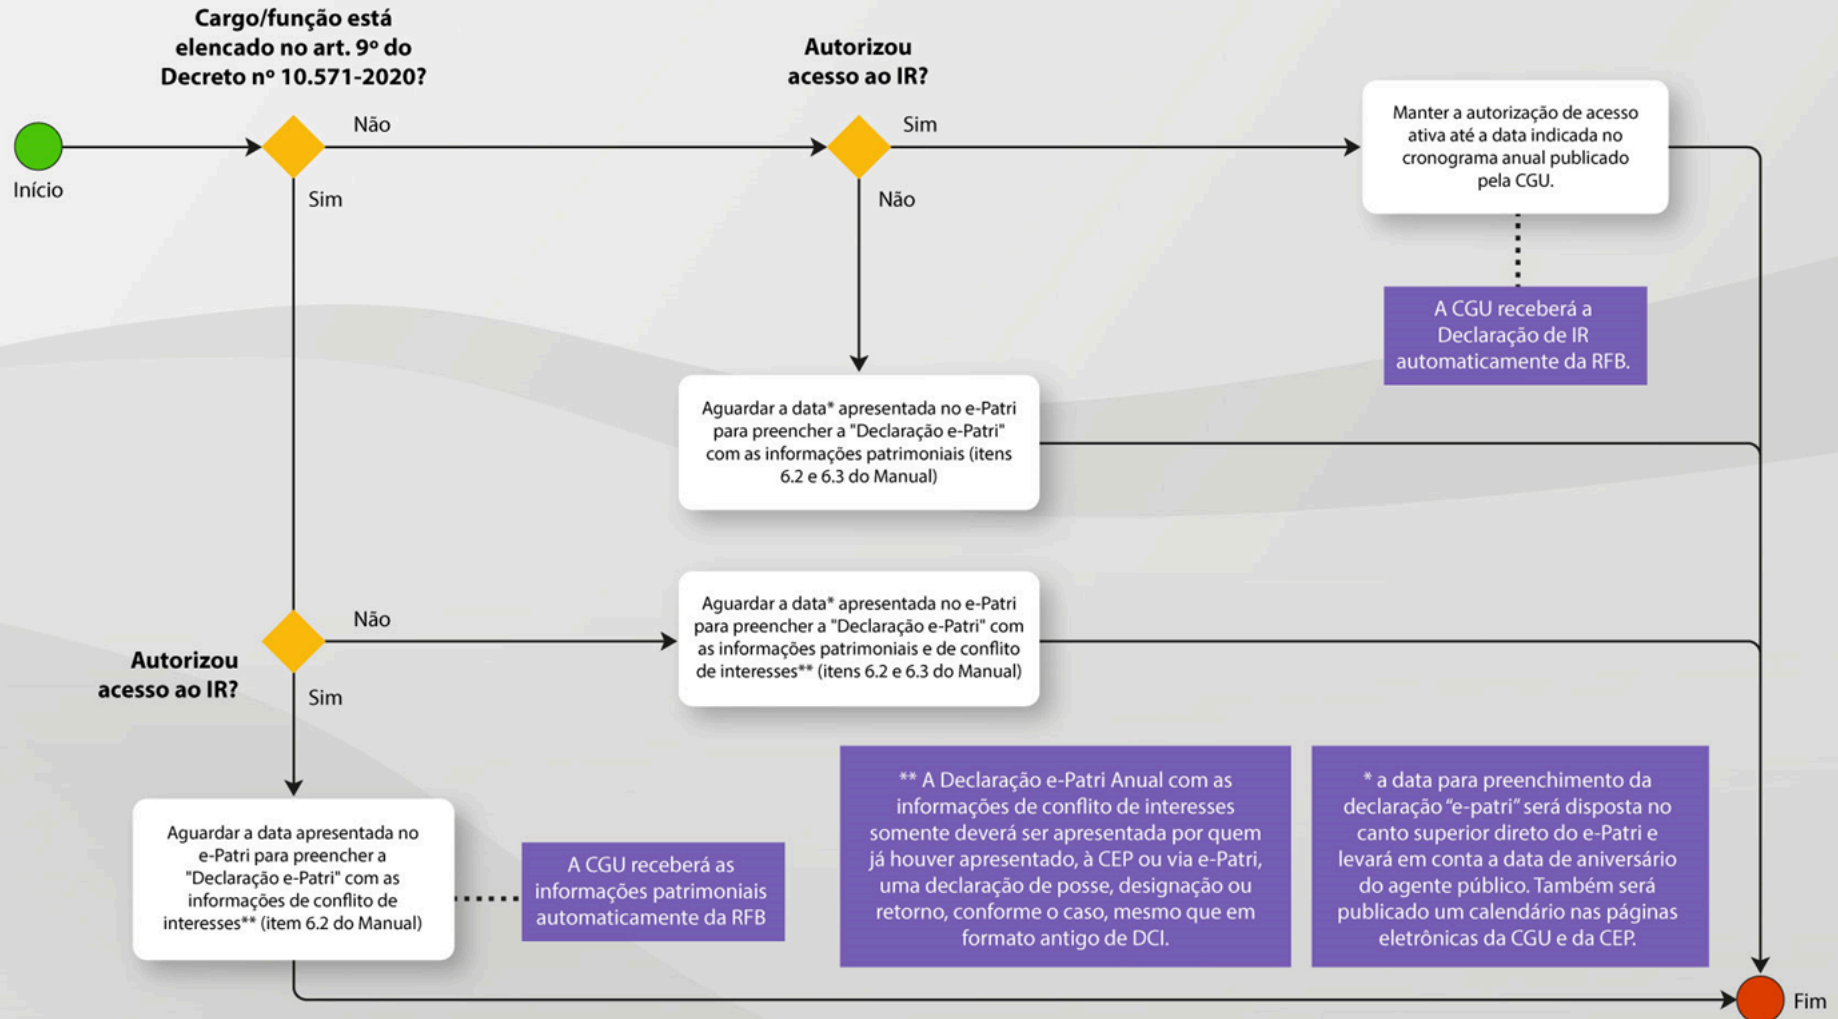 Cargo/função está
elencado no art. 9º do
Decreto nº 10.571-2020?
Autorizou
acesso ao IR?
Início
Não
Sim
Sim
Não
Manter a autorização de acesso
ativa até a data indicada no
cronograma anual publicado
pela CGU.
A CGU receberá a
Declaração de IR
automaticamente da RFB.
Aguardar a data* apresentada no e-Patri
para preencher a "Declaração e-Patri"
com as informações patrimoniais (itens
6.2 e 6.3 do Manual)
Autorizou
acesso ao IR?
Não
Sim
Aguardar a data* apresentada no e-Patri
para preencher a "Declaração e-Patri" com
as informações patrimoniais e de conflito
de interesses** (itens 6.2 e 6.3 do Manual)
Aguardar a data apresentada no
e-Patri para preencher a
"Declaração e-Patri" com as
informações de conflito de
interesses** (item 6.2 do Manual)
A CGU receberá as
informações patrimoniais
automaticamente da RFB
** A Declaração e-Patri Anual com as
informações de conflito de interesses
somente deverá ser apresentada por quem
já houver apresentado, à CEP ou via e-Patri,
uma declaração de posse, designação ou
retorno, conforme o caso, mesmo que em
formato antigo de DCI.
* a data para preenchimento da
declaração “e-patri” será disposta no
canto superior direto do e-Patri e
levará em conta a data de aniversário
do agente público. Também será
publicado um calendário nas páginas
eletrônicas da CGU e da CEP.
Fim